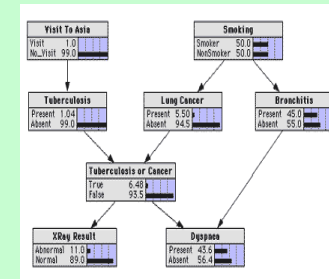 Visit To Asia
Visit 1.0
No_Visit 99.0
Smoking
Smoker 50.0
NonSmoker 50.0
Tuberculosis
Present 1.04
Absent 99.0
Lung Cancer
Present 5.50
Absent 94.5
Bronchitis
Present 45.0
Absent 55.0
Tuberculosis or Cancer
True 6.48
False 93.5
XRay Result
Abnormal 11.0
Normal 89.0
Dyspnea
Present 43.6
Absent 56.4